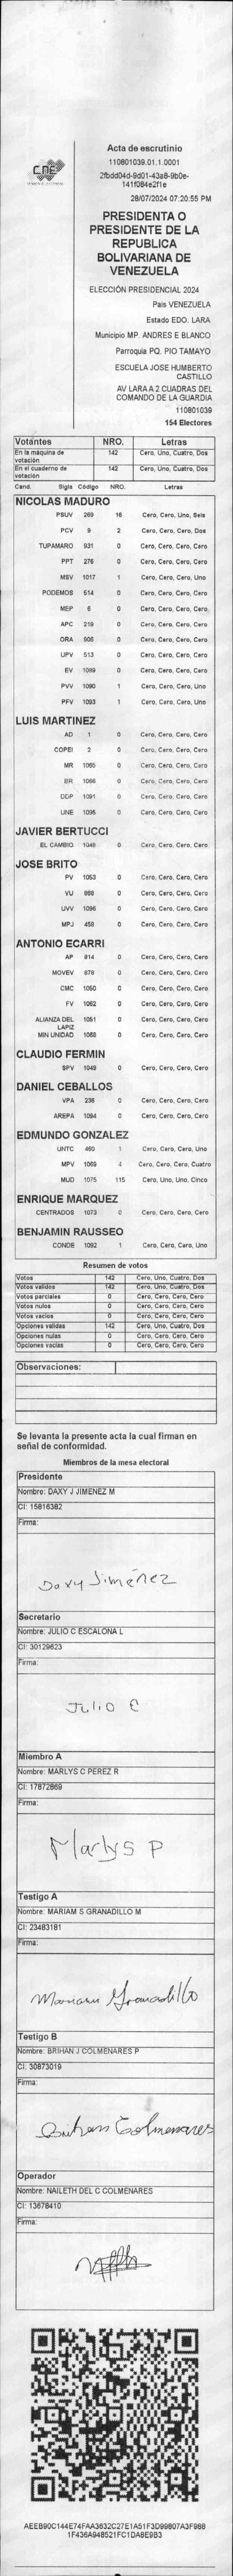 CNE
Acta de escrutinio
110801039.01.1.0001
2fbdd04d-9d01-43a8-9b0e-
141f084e2f1e
28/07/2024 07:20:55 PM
PRESIDENTA O
PRESIDENTE DE LA
REPUBLICA
BOLIVARIANA DE
VENEZUELA
ELECCIÓN PRESIDENCIAL 2024
Pais VENEZUELA
Estado EDO. LARA
Municipio MP. ANDRES E BLANCO
Parroquia PQ. PIO TAMAYO
ESCUELA JOSE HUMBERTO
CASTILLO
AV LARA A 2 CUADRAS DEL
COMANDO DE LA GUARDIA
110801039
154 Electores
Votantes NRO. Letras
En la máquina de votación 142 Cero, Uno, Cuatro, Dos
En el cuaderno de votación 142 Cero, Uno, Cuatro, Dos
Cand. Sigla Código NRO. Letras
NICOLAS MADURO
PSUV 269 16 Cero, Cero, Uno, Seis
PCV 9 2 Cero, Cero, Cero, Dos
TUPAMARO 931 0 Cero, Cero, Cero, Cero
PPT 276 0 Cero, Cero, Cero, Cero
MSV 1017 1 Cero, Cero, Cero, Uno
PODEMOS 514 0 Cero, Cero, Cero, Cero
MEP 6 0 Cero, Cero, Cero, Cero
APC 219 0 Cero, Cero, Cero, Cero
ORA 906 0 Cero, Cero, Cero, Cero
UPV 513 0 Cero, Cero, Cero, Cero
EV 1089 0 Cero, Cero, Cero, Cero
PVV 1090 1 Cero, Cero, Cero, Uno
PFV 1093 1 Cero, Cero, Cero, Uno
LUIS MARTINEZ
AD 1 0 Cero, Cero, Cero, Cero
COPEI 2 0 Cero, Cero, Cero, Cero
MR 1065 0 Cero, Cero, Cero, Cero
BR 1066 0 Cero, Cero, Cero, Cero
DDP 1091 0 Cero, Cero, Cero, Cero
UNE 1095 0 Cero, Cero, Cero, Cero
JAVIER BERTUCCI
EL CAMBIO 1048 0 Cero, Cero, Cero, Cero
JOSE BRITO
PV 1053 0 Cero, Cero, Cero, Cero
VU 868 0 Cero, Cero, Cero, Cero
UVV 1096 0 Cero, Cero, Cero, Cero
MPJ 458 0 Cero, Cero, Cero, Cero
ANTONIO ECARRI
AP 814 0 Cero, Cero, Cero, Cero
MOVEV 878 0 Cero, Cero, Cero, Cero
CMC 1050 0 Cero, Cero, Cero, Cero
FV 1062 0 Cero, Cero, Cero, Cero
ALIANZA DEL LAPIZ 1051 0 Cero, Cero, Cero, Cero
MIN UNIDAD 1068 0 Cero, Cero, Cero, Cero
CLAUDIO FERMIN
SPV 1049 0 Cero, Cero, Cero, Cero
DANIEL CEBALLOS
VPA 236 0 Cero, Cero, Cero, Cero
AREPA 1094 0 Cero, Cero, Cero, Cero
EDMUNDO GONZALEZ
UNTC 460 1 Cero, Cero, Cero, Uno
MPV 1069 4 Cero, Cero, Cero, Cuatro
MUD 1075 115 Cero, Uno, Uno, Cinco
ENRIQUE MARQUEZ
CENTRADOS 1073 0 Cero, Cero, Cero, Cero
BENJAMIN RAUSSEO
CONDE 1092 1 Cero, Cero, Cero, Uno
Resumen de votos
Votos 142 Cero, Uno, Cuatro, Dos
Votos validos 142 Cero, Uno, Cuatro, Dos
Votos parciales 0 Cero, Cero, Cero, Cero
Votos nulos 0 Cero, Cero, Cero, Cero
Votos vacios 0 Cero, Cero, Cero, Cero
Opciones validas 142 Cero, Uno, Cuatro, Dos
Opciones nulas 0 Cero, Cero, Cero, Cero
Opciones vacias 0 Cero, Cero, Cero, Cero
Observaciones:
Se levanta la presente acta la cual firman en
señal de conformidad.
Miembros de la mesa electoral
Presidente
Nombre: DAXY J JIMENEZ M
CI: 15816382
Firma:
Daxy Jiménez
Secretario
Nombre: JULIO C ESCALONA L
CI: 30129623
Firma:
Julio E
Miembro A
Nombre: MARLYS C PEREZ R
CI: 17872869
Firma:
Marlys P
Testigo A
Nombre: MARIAM S GRANADILLO M
CI: 23483181
Firma:
Mariam Granadillo
Testigo B
Nombre: BRIHAN J COLMENARES P
CI: 30873019
Firma:
Brihan Colmenares
Operador
Nombre: NAILETH DEL C COLMENARES
CI: 13678410
Firma:
AEEB90C144E74FAA3632C27E1A51F3D99807A3F988
1F436A948521FC1DA8E9B3